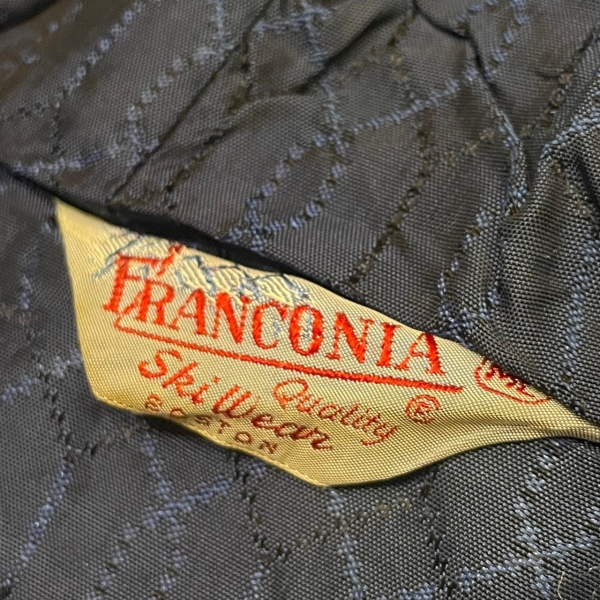 FRANCONIA
Quality ®
Ski Wear
BOSTON